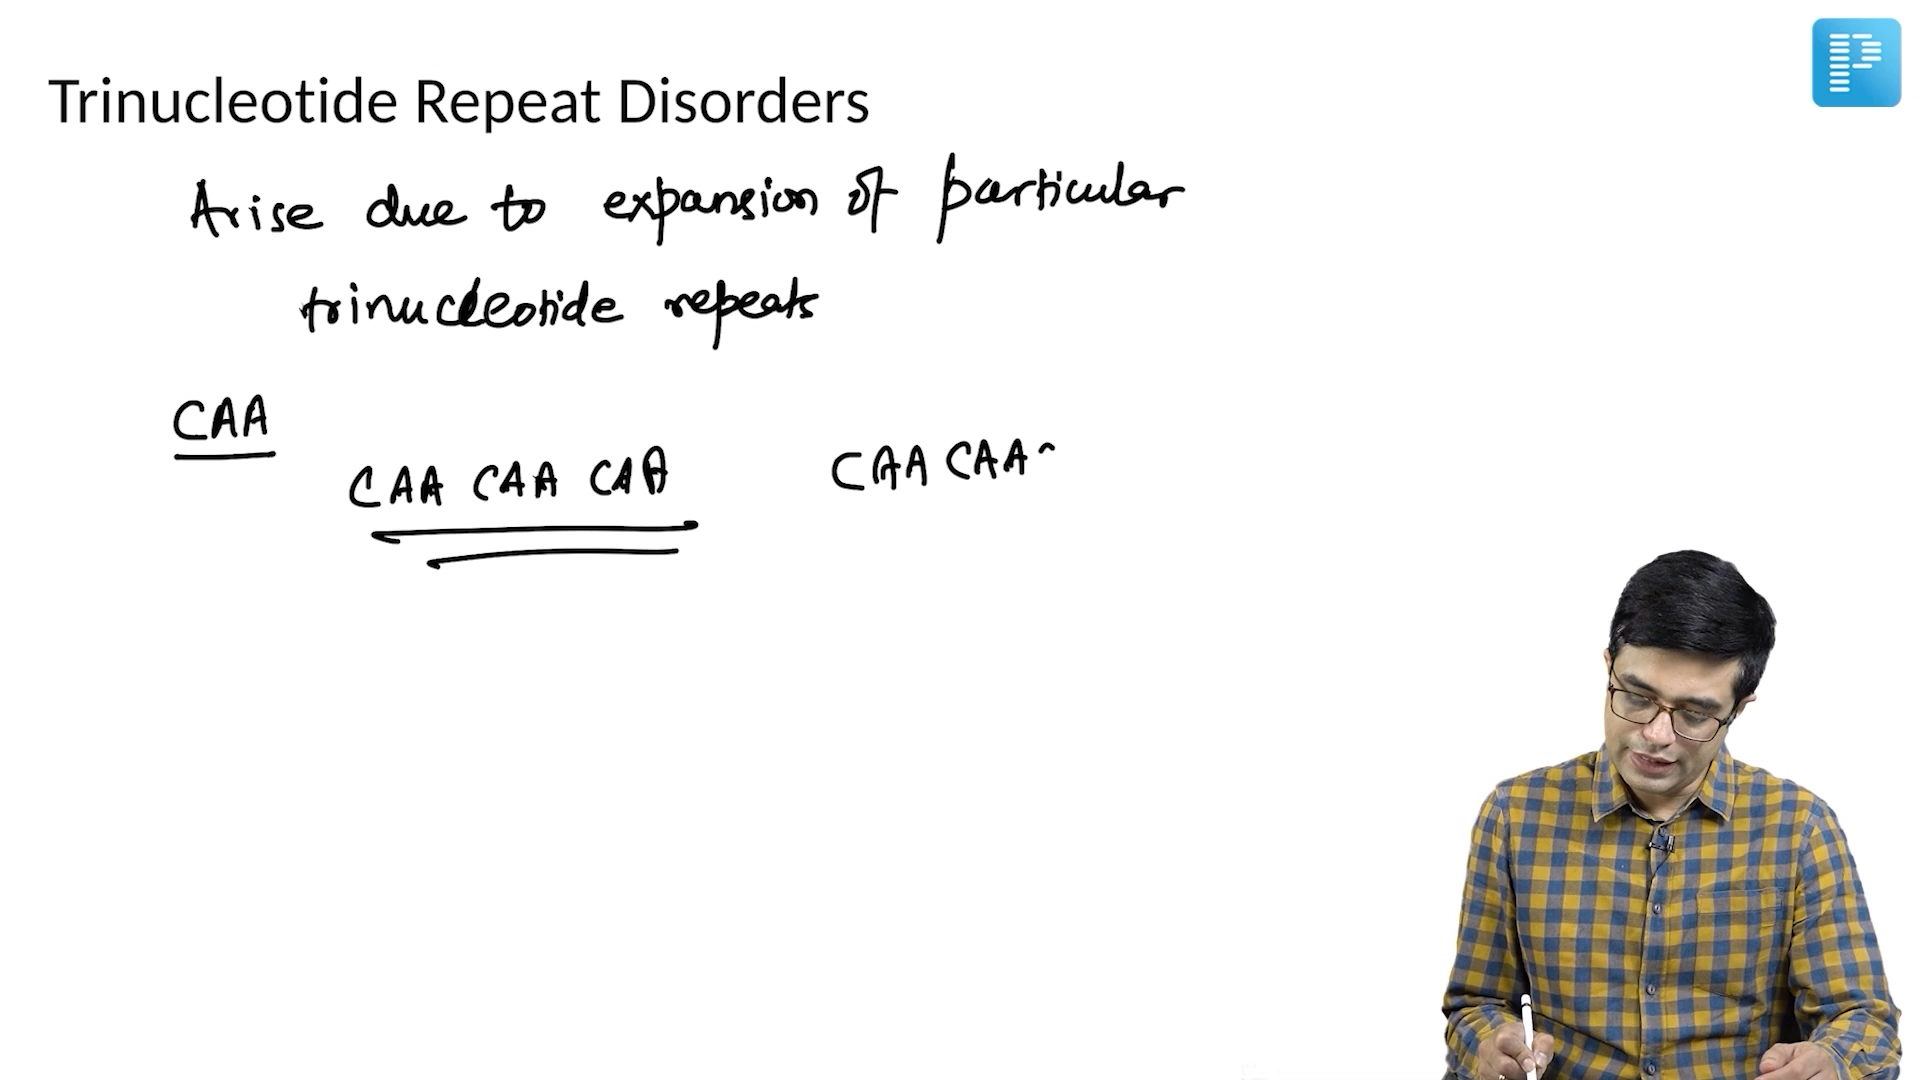 Trinucleotide Repeat Disorders
Arise due to expansion of particular
trinucleotide repeats
CAA
CAA CAA CAA
CAA CAA
P